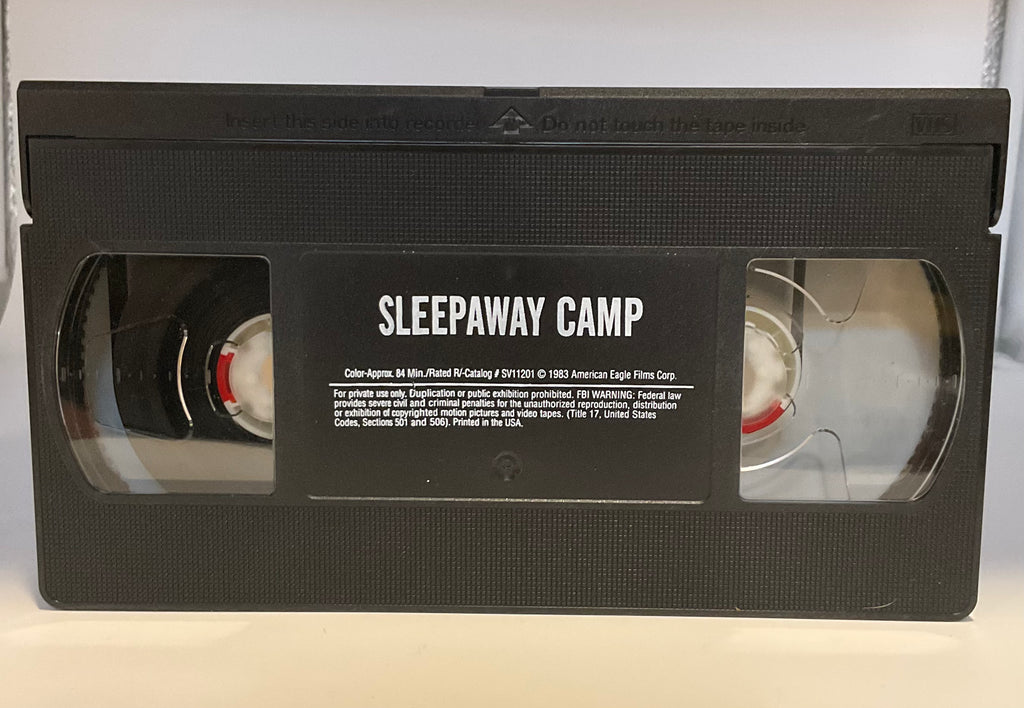 Insert this side into recorder Do not touch the tape inside
VHS
SLEEPAWAY CAMP
Color-Approx. 84 Min./Rated R/-Catalog # SV11201 © 1983 American Eagle Films Corp.
For private use only. Duplication or public exhibition prohibited. FBI WARNING: Federal law
provides severe civil and criminal penalties for the unauthorized reproduction, distribution
or exhibition of copyrighted motion pictures and video tapes. (Title 17, United States
Codes, Sections 501 and 506). Printed in the USA.